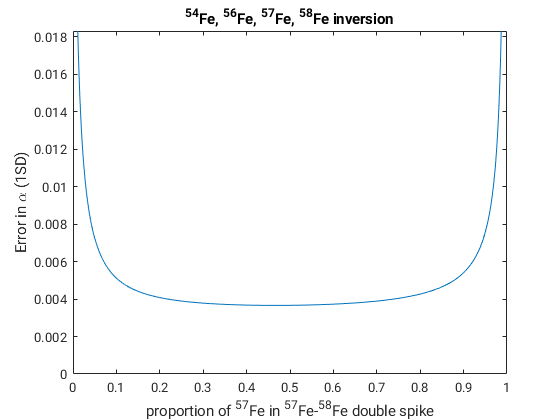 ⁵⁴Fe, ⁵⁶Fe, ⁵⁷Fe, ⁵⁸Fe inversion
0.018
0.016
0.014
0.012
0.01
0.008
0.006
0.004
0.002
0
Error in α (1SD)
0 0.1 0.2 0.3 0.4 0.5 0.6 0.7 0.8 0.9 1
proportion of ⁵⁷Fe in ⁵⁷Fe-⁵⁸Fe double spike